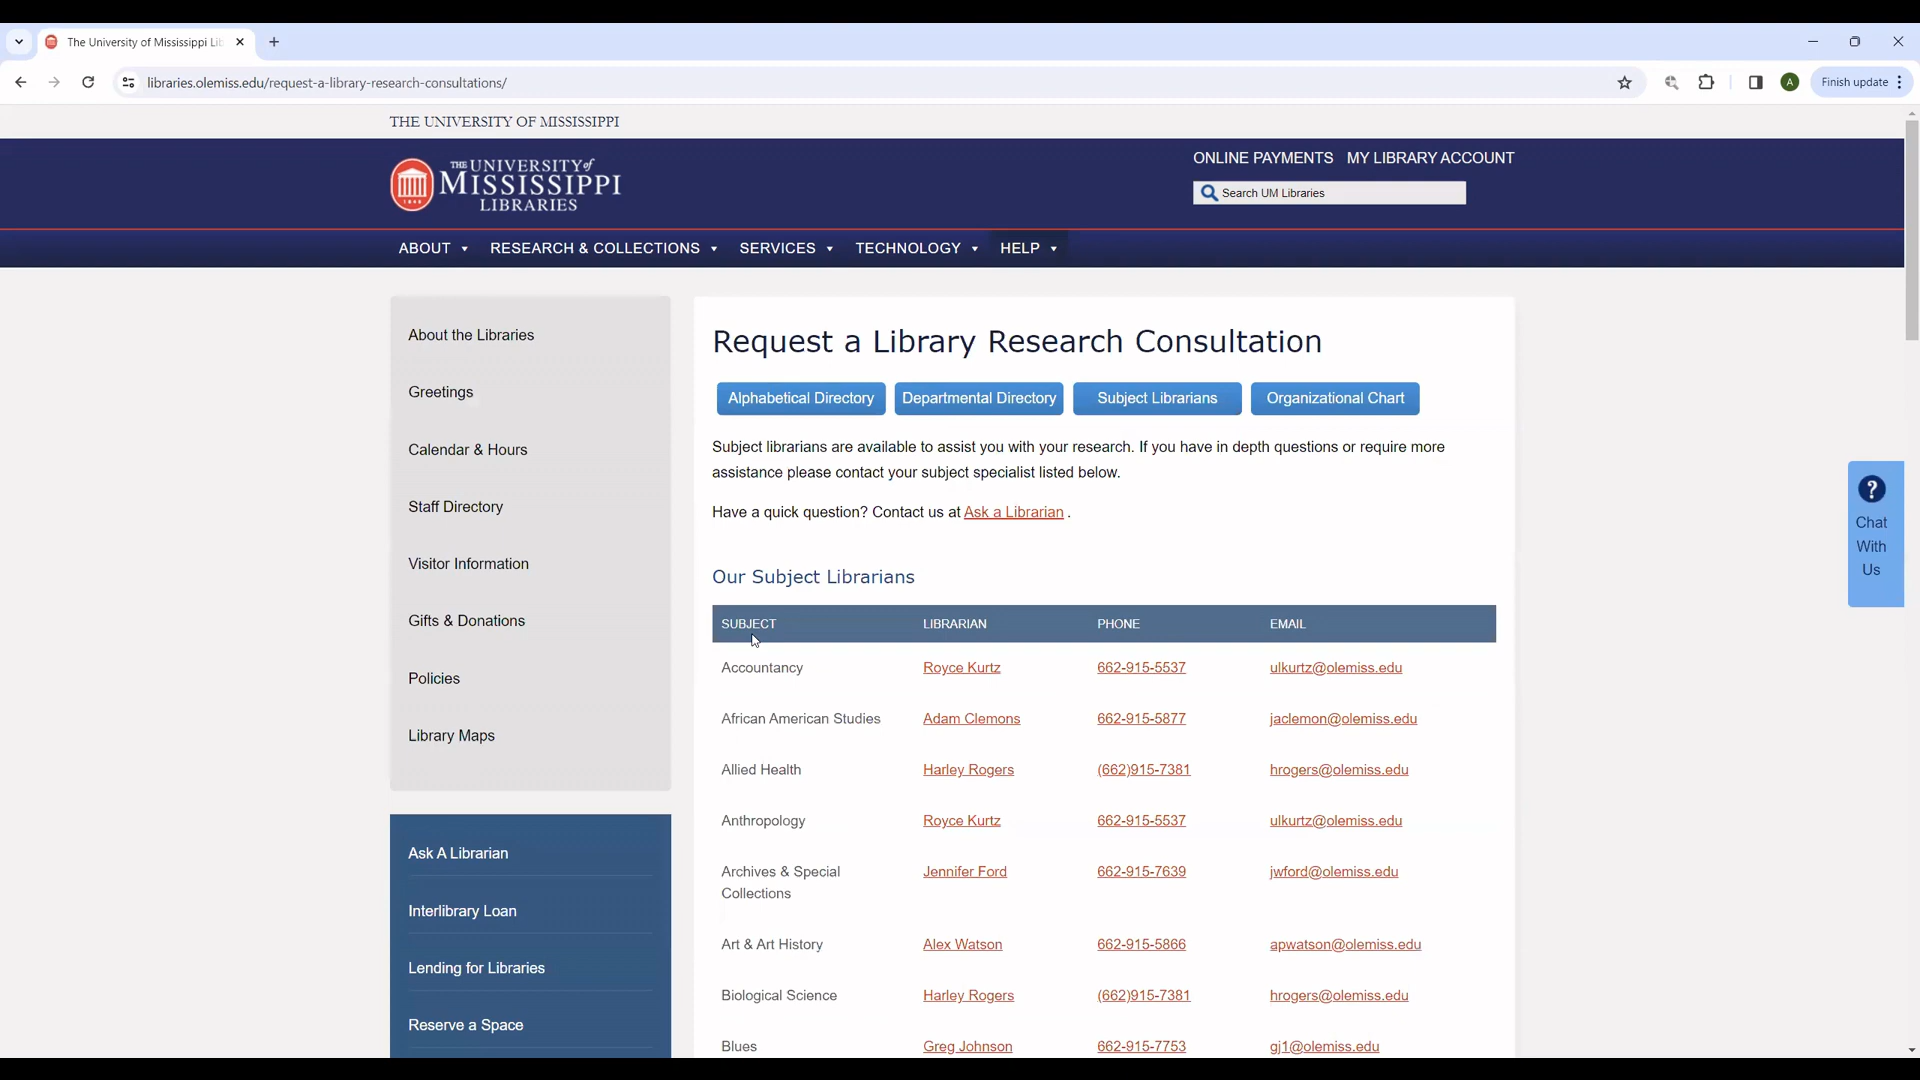 The University of Mississippi Li
libraries.olemiss.edu/request-a-library-research-consultations/
A
Finish update
THE UNIVERSITY OF MISSISSIPPI
THE UNIVERSITY of
MISSISSIPPI
LIBRARIES
ONLINE PAYMENTS MY LIBRARY ACCOUNT
Search UM Libraries
ABOUT RESEARCH & COLLECTIONS SERVICES TECHNOLOGY HELP
About the Libraries
Greetings
Calendar & Hours
Staff Directory
Visitor Information
Gifts & Donations
Policies
Library Maps
Ask A Librarian
Interlibrary Loan
Lending for Libraries
Reserve a Space
Request a Library Research Consultation
Alphabetical Directory Departmental Directory Subject Librarians Organizational Chart
Subject librarians are available to assist you with your research. If you have in depth questions or require more
assistance please contact your subject specialist listed below.
Have a quick question? Contact us at Ask a Librarian .
Our Subject Librarians
SUBJECT LIBRARIAN PHONE EMAIL
Accountancy Royce Kurtz 662-915-5537 ulkurtz@olemiss.edu
African American Studies Adam Clemons 662-915-5877 jaclemon@olemiss.edu
Allied Health Harley Rogers (662)915-7381 hrogers@olemiss.edu
Anthropology Royce Kurtz 662-915-5537 ulkurtz@olemiss.edu
Archives & Special Jennifer Ford 662-915-7639 jwford@olemiss.edu
Collections
Art & Art History Alex Watson 662-915-5866 apwatson@olemiss.edu
Biological Science Harley Rogers (662)915-7381 hrogers@olemiss.edu
Blues Greg Johnson 662-915-7753 gj1@olemiss.edu
?
Chat
With
Us